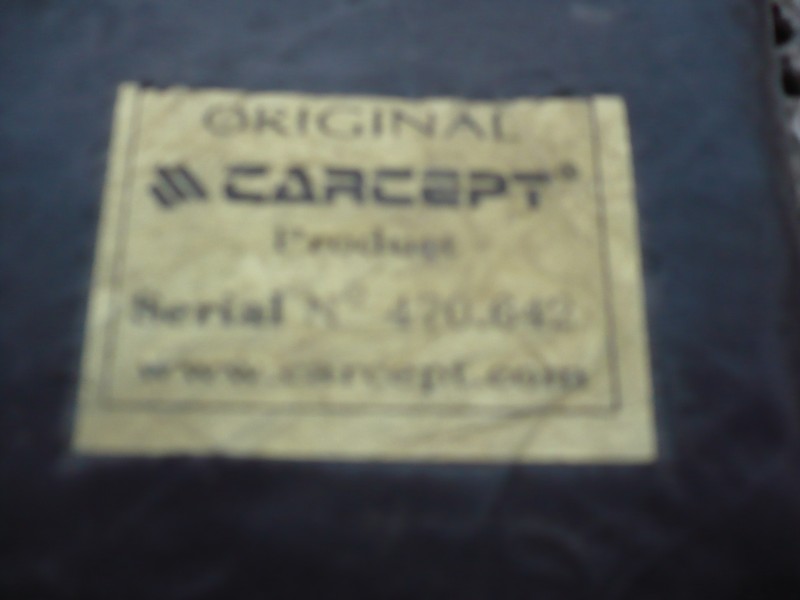 ORIGINAL
CARCEPT®
Product
Serial N° 470.642
www.carcept.com